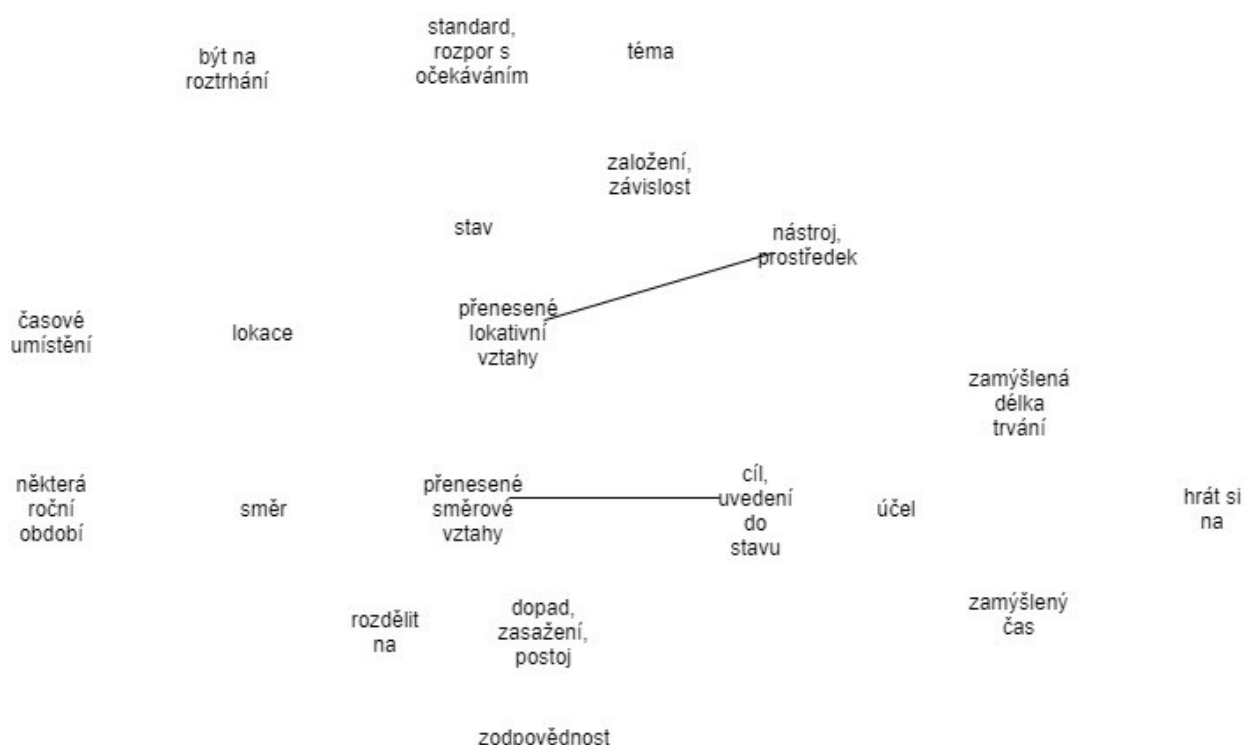 být na
roztrhání
standard,
rozpor s
očekáváním
téma
založení,
závislost
stav
nástroj,
prostředek
přenesené
lokativní
vztahy
časové
umístění
lokace
zamýšlená
délka
trvání
některá
roční
období
směr
přenesené
směrové
vztahy
cíl,
uvedení
do
stavu
účel
hrát si
na
rozdělit
na
dopad,
zasažení,
postoj
zamýšlený
čas
zodpovědnost